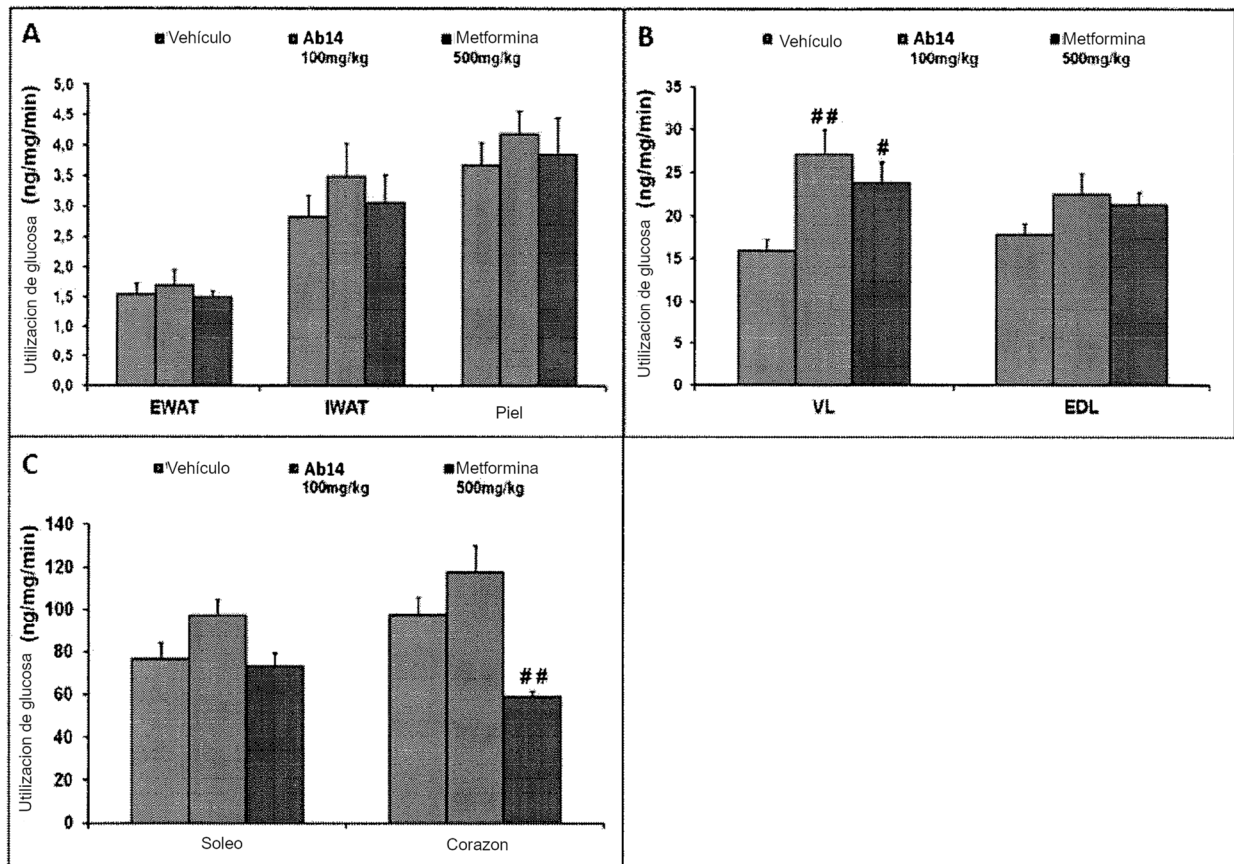 A
Vehículo Ab14 Metformina
100mg/kg 500mg/kg
Utilizacion de glucosa (ng/mg/min)
5,0
4,5
4,0
3,5
3,0
2,5
2,0
1,5
1,0
0,5
0,0
EWAT IWAT Piel
B
Vehículo Ab14 Metformina
100mg/kg 500mg/kg
Utilizacion de glucosa (ng/mg/min)
35
30
25
20
15
10
5
0
##
#
VL EDL
C
Vehículo Ab14 Metformina
100mg/kg 500mg/kg
Utilizacion de glucosa (ng/mg/min)
140
120
100
80
60
40
20
0
##
Soleo Corazon